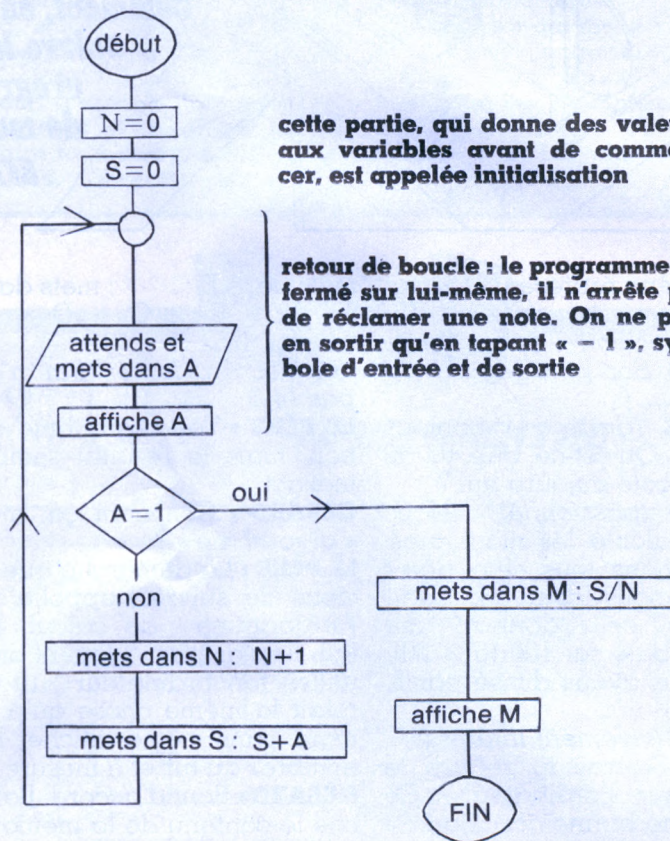 début
N=0
S=0
cette partie, qui donne des
aux variables avant de
cer, est appelée initialisation
retour de boucle : le programme
fermé sur lui-même, il n'arrête
de réclamer une note. On ne
en sortir qu'en tapant « – 1 »,
bole d'entrée et de sortie
mets
attends et
mets dans A
affiche A
A=1
oui
non
mets dans M : S/N
mets dans N : N+1
affiche M
mets dans S : S+A
FIN